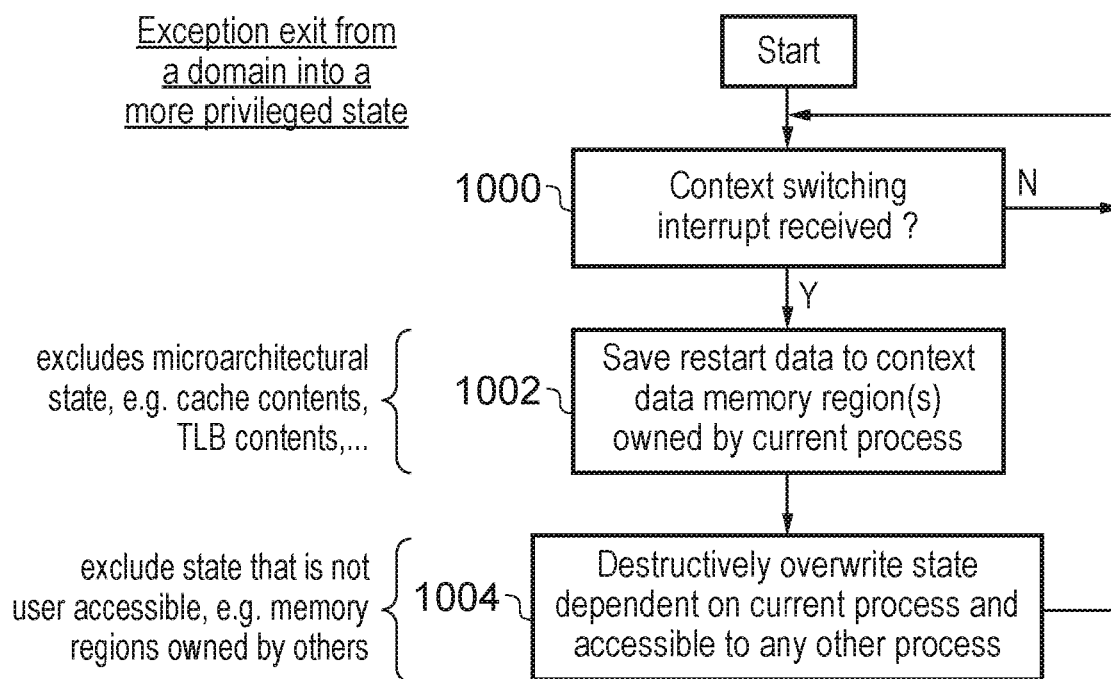 Exception exit from
a domain into a
more privileged state
Start
1000
Context switching
interrupt received ?
N
Y
excludes microarchitectural
state, e.g. cache contents,
TLB contents,...
1002
Save restart data to context
data memory region(s)
owned by current process
exclude state that is not
user accessible, e.g. memory
regions owned by others
1004
Destructively overwrite state
dependent on current process and
accessible to any other process